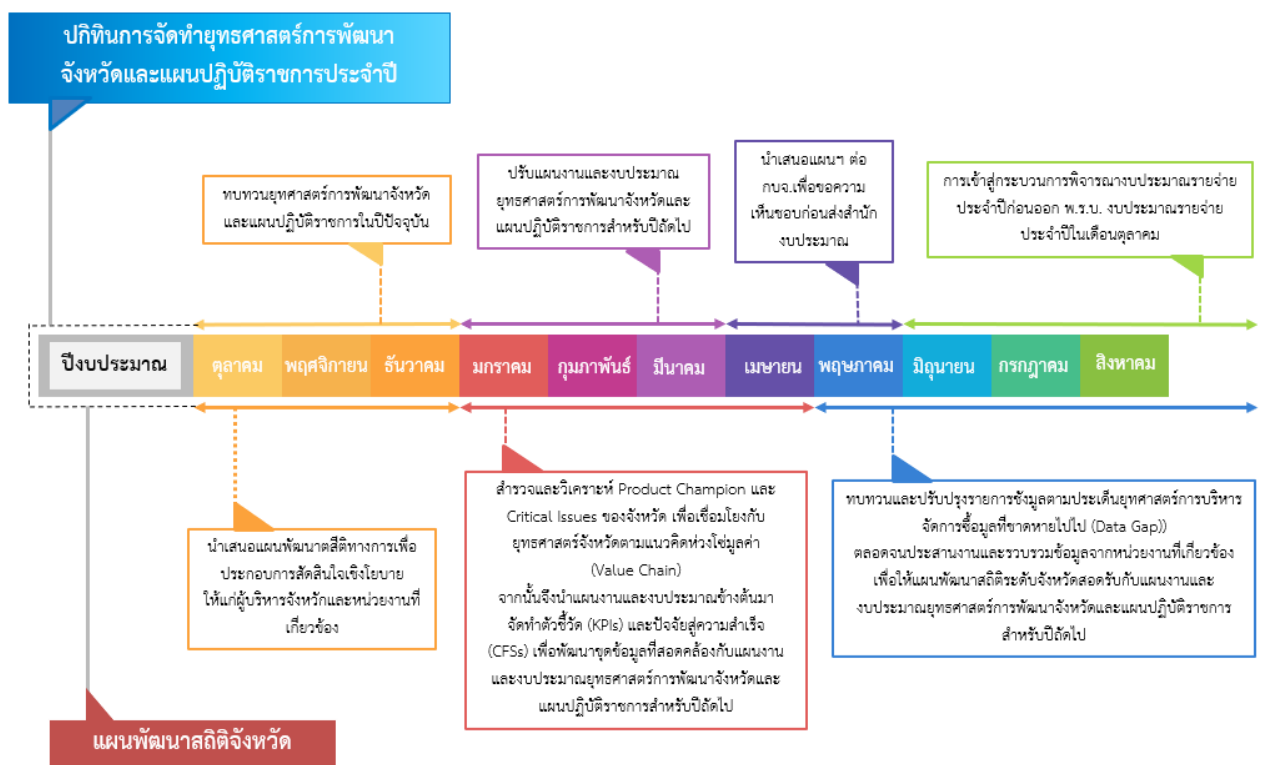 ปฏิทินการจัดทำยุทธศาสตร์การพัฒนา
จังหวัดและแผนปฏิบัติราชการประจำปี
ทบทวนยุทธศาสตร์การพัฒนาจังหวัด
และแผนปฏิบัติราชการในปีปัจจุบัน
ปรับแผนงานและงบประมาณ
ยุทธศาสตร์การพัฒนาจังหวัดและ
แผนปฏิบัติราชการสำหรับปีถัดไป
นำเสนอแผนฯ ต่อ
กบจ.เพื่อขอความ
เห็นชอบก่อนส่งสำนัก
งบประมาณ
การเข้าสู่กระบวนการพิจารณางบประมาณรายจ่าย
ประจำปีก่อนออก พ.ร.บ. งบประมาณรายจ่าย
ประจำปีในเดือนตุลาคม
ปีงบประมาณ
ตุลาคม
พฤศจิกายน
ธันวาคม
มกราคม
กุมภาพันธ์
มีนาคม
เมษายน
พฤษภาคม
มิถุนายน
กรกฎาคม
สิงหาคม
นำเสนอแผนพัฒนาตสีติทางการเพื่อ
ประกอบการสัดสินใจเชิงโยบาย
ให้แก่ผู้บริหารจังหวักและหน่วยงานที่
เกี่ยวข้อง
สำรวจและวิเคราะห์ Product Champion และ
Critical Issues ของจังหวัด เพื่อเชื่อมโยงกับ
ยุทธศาสตร์จังหวัดตามแนวคิดห่วงโซ่มูลค่า
(Value Chain)
จากนั้นจึงนำแผนงานและงบประมาณข้างต้นมา
จัดทำตัวชี้วัด (KPIs) และปัจจัยสู่ความสำเร็จ
(CFSs) เพื่อพัฒนาขุดข้อมูลที่สอดคล้องกับแผนงาน
และงบประมาณยุทธศาสตร์การพัฒนาจังหวัดและ
แผนปฏิบัติราชการสำหรับปีถัดไป
ทบทวนและปรับปรุงรายการชังมูลตามประเด็นยุทธศาสตร์การบริหาร
จัดการซื้อมูลที่ขาดหายไปไป (Data Gap))
ตลอดจนประสานงานและรวบรวมข้อมูลจากหน่วยงานที่เกี่ยวข้อง
เพื่อให้แผนพัฒนาสถิติระดับจังหวัดสอดรับกับแผนงานและ
งบประมาณยุทธศาสตร์การพัฒนาจังหวัดและแผนปฏิบัติราชการ
สำหรับปีถัดไป
แผนพัฒนาสถิติจังหวัด